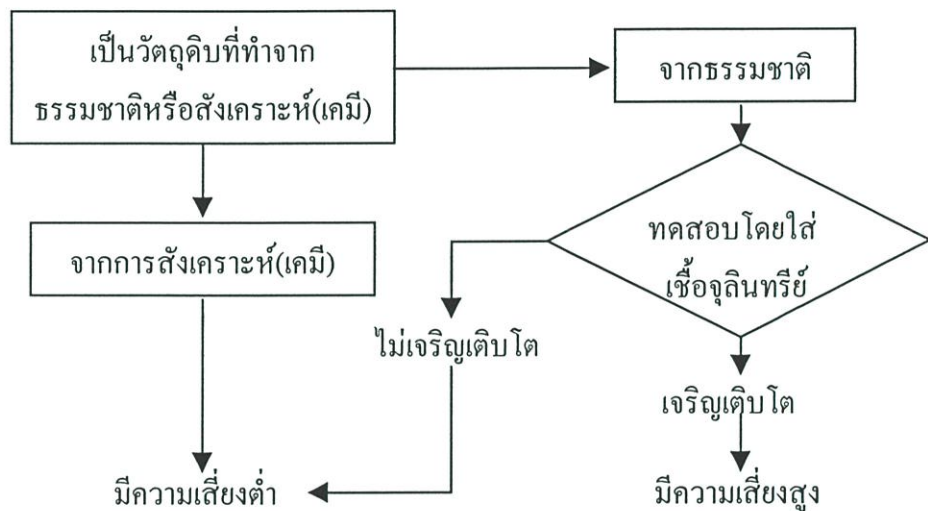 เป็นวัตถุดิบที่ทำจาก
ธรรมชาติหรือสังเคราะห์(เคมี)
จากธรรมชาติ
จากการสังเคราะห์(เคมี)
ทดสอบโดยใส่
เชื้อจุลินทรีย์
ไม่เจริญเติบโต
เจริญเติบโต
มีความเสี่ยงต่ำ
มีความเสี่ยงสูง